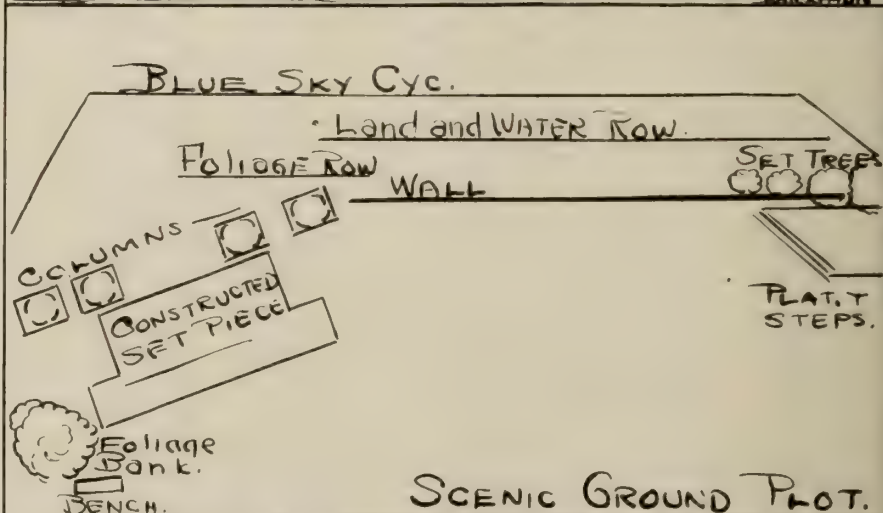 BLUE SKY CYC.
Land and WATER ROW.
FOLIAGE ROW
SET TREES
WALL
COLUMNS
CONSTRUCTED
SET PIECE
PLAT. Y
STEPS.
Foliage
Bank.
BENCH.
SCENIC GROUND PLOT.